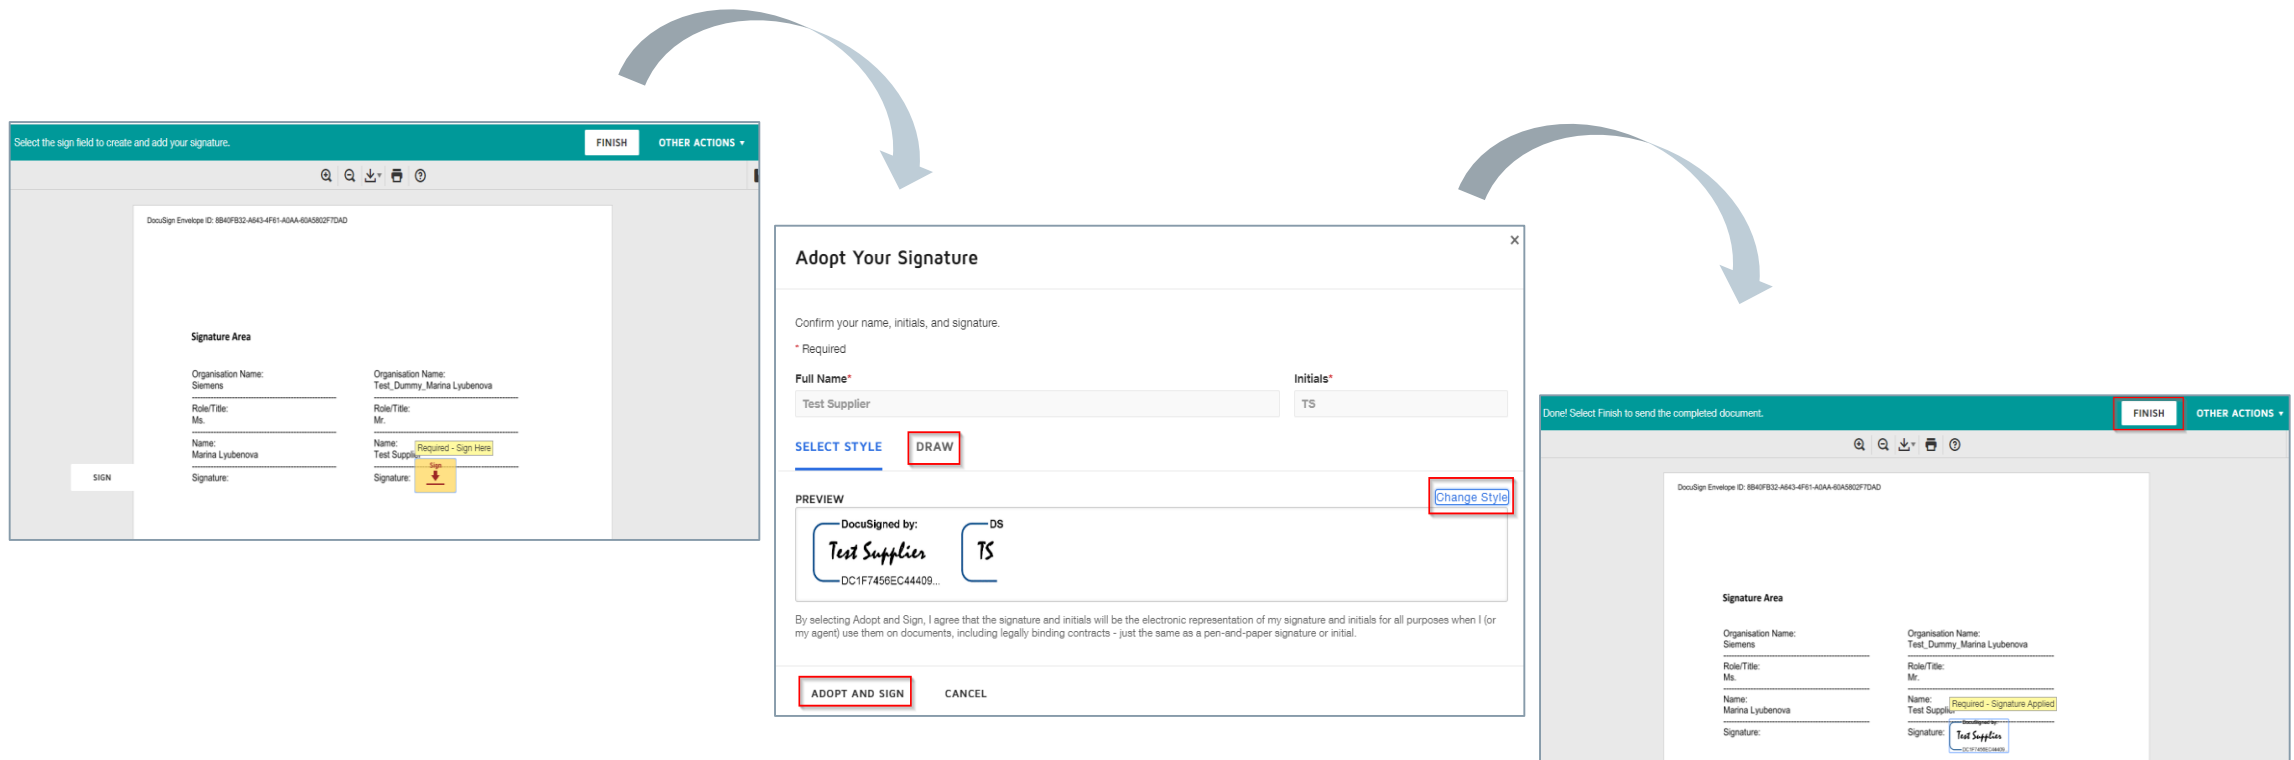 Select the sign field to create and add your signature.
FINISH
OTHER ACTIONS
DocuSign Envelope ID: 8B40FB32-A643-4F61-A0AA-60A5802F7DAD
Signature Area
Organisation Name:
Siemens
Role/Title:
Ms.
Name:
Marina Lyubenova
Signature:
Organisation Name:
Test_Dummy_Marina Lyubenova
Role/Title:
Mr.
Name:
Required - Sign Here
Test Supplier
Signature:
Sign
SIGN
Adopt Your Signature
x
Confirm your name, initials, and signature.
* Required
Full Name*
Initials*
Test Supplier
TS
SELECT STYLE
DRAW
PREVIEW
Change Style
DocuSigned by:
Test Supplier
DC1F7456EC44409...
DS
TS
By selecting Adopt and Sign, I agree that the signature and initials will be the electronic representation of my signature and initials for all purposes when I (or
my agent) use them on documents, including legally binding contracts - just the same as a pen-and-paper signature or initial.
ADOPT AND SIGN
CANCEL
Done! Select Finish to send the completed document.
FINISH
OTHER ACTIONS
DocuSign Envelope ID: 8B40FB32-A643-4F61-A0AA-60A5802F7DAD
Signature Area
Organisation Name:
Siemens
Role/Title:
Ms.
Name:
Marina Lyubenova
Signature:
Organisation Name:
Test_Dummy_Marina Lyubenova
Role/Title:
Mr.
Name:
Required - Signature Applied
Test Supplier
Signature:
DocuSigned by:
Test Supplier
DC1F7456EC44409...